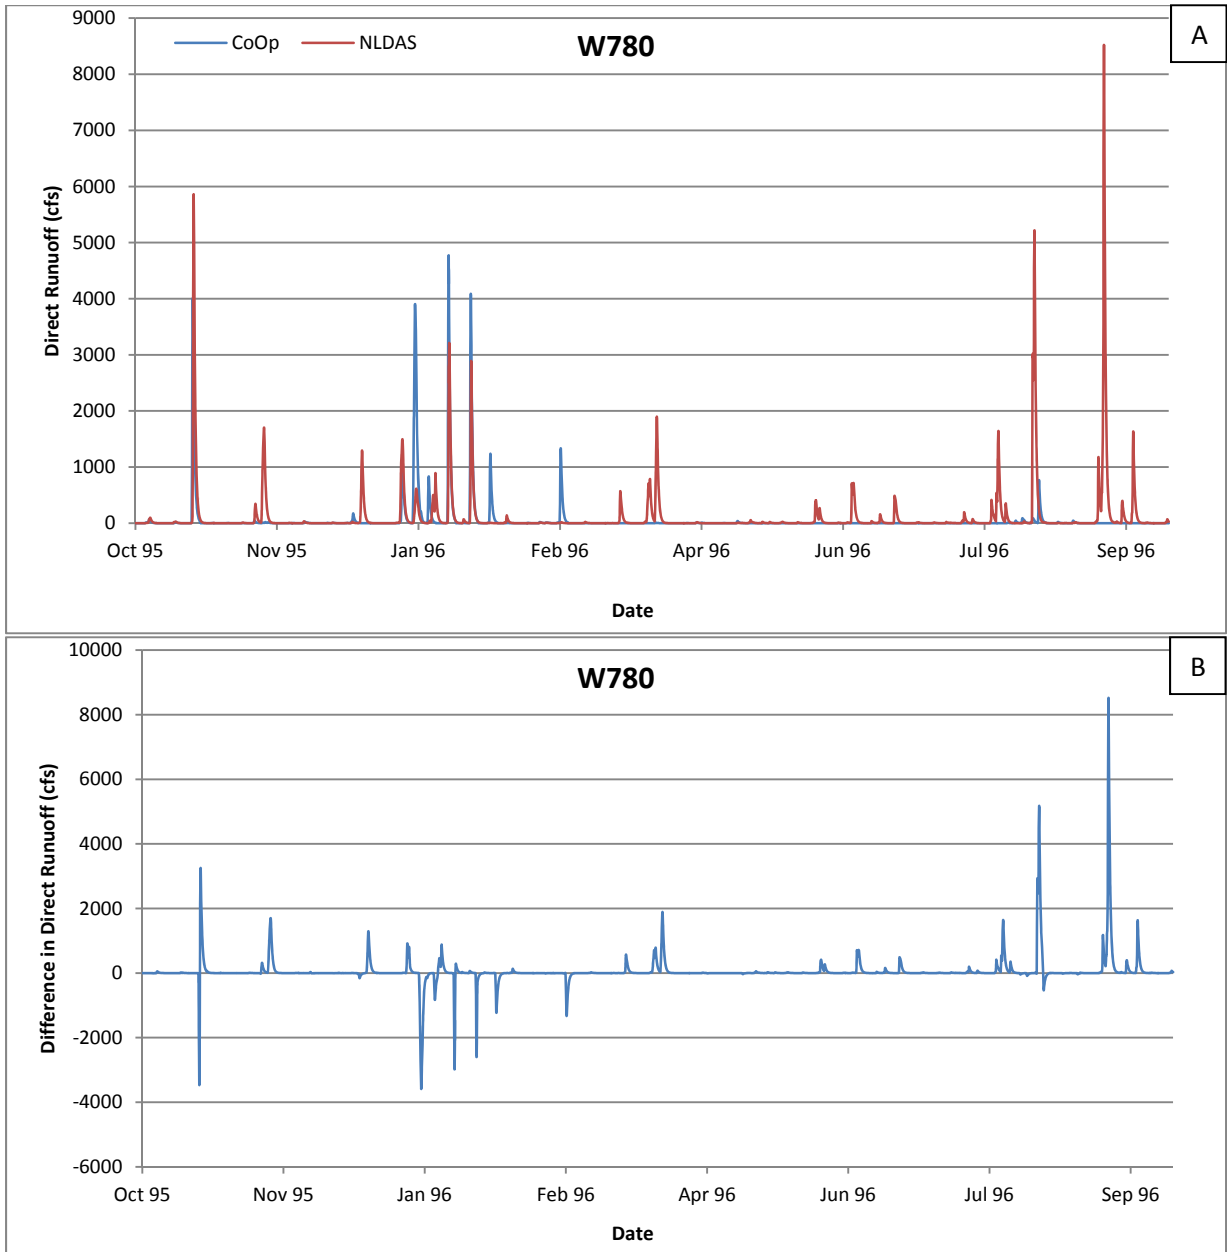 9000
A
CoOp NLDAS W780
8000
7000
6000
5000
4000
3000
2000
1000
0
Direct Runuoff (cfs)
Oct 95 Nov 95 Jan 96 Feb 96 Apr 96 Jun 96 Jul 96 Sep 96
Date
10000
B
W780
8000
6000
4000
2000
0
-2000
-4000
-6000
Difference in Direct Runuoff (cfs)
Oct 95 Nov 95 Jan 96 Feb 96 Apr 96 Jun 96 Jul 96 Sep 96
Date